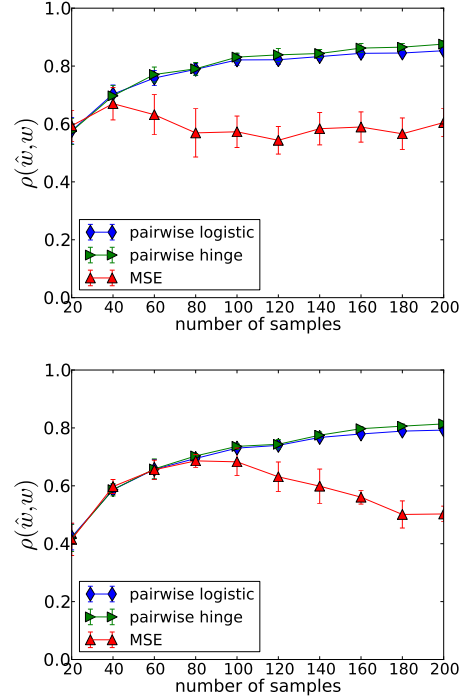 1.0
0.8
0.6
0.4
0.2
0.0
ρ(ŵ,w)
pairwise logistic
pairwise hinge
MSE
20 40 60 80 100 120 140 160 180 200
number of samples
1.0
0.8
0.6
0.4
0.2
0.0
ρ(ŵ,w)
pairwise logistic
pairwise hinge
MSE
20 40 60 80 100 120 140 160 180 200
number of samples